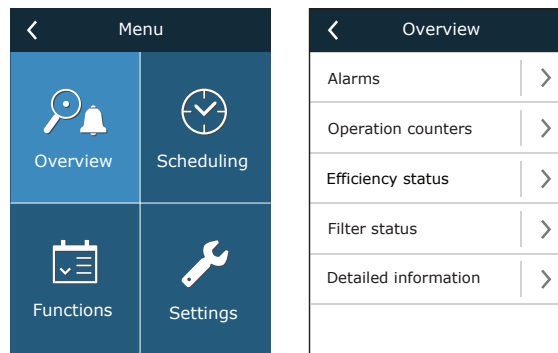 Menu
Overview
Scheduling
Functions
Settings
Overview
Alarms
Operation counters
Efficiency status
Filter status
Detailed information